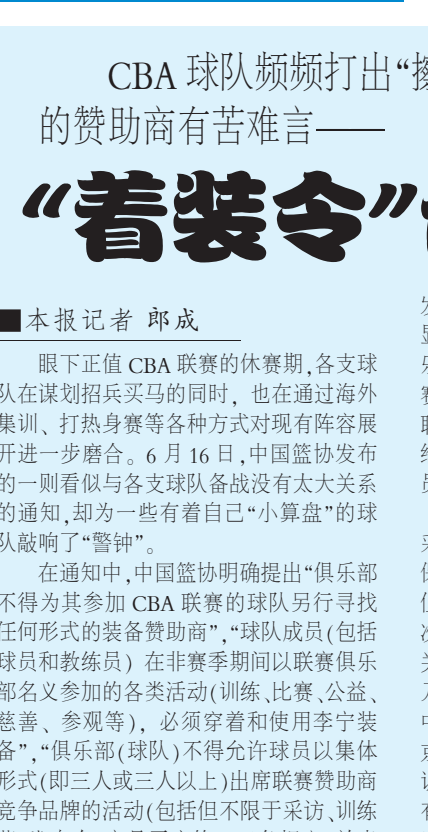 CBA 球队频频打出“擦
的赞助商有苦难言——
“着装令”
■本报记者 郎成
眼下正值 CBA 联赛的休赛期,各支球
队在谋划招兵买马的同时，也在通过海外
集训、打热身赛等各种方式对现有阵容展
开进一步磨合。6 月 16 日,中国篮协发布
的一则看似与各支球队备战没有太大关系
的通知,却为一些有着自己“小算盘”的球
队敲响了“警钟”。
在通知中,中国篮协明确提出“俱乐部
不得为其参加 CBA 联赛的球队另行寻找
任何形式的装备赞助商”,“球队成员(包括
球员和教练员) 在非赛季期间以联赛俱乐
部名义参加的各类活动(训练、比赛、公益、
慈善、参观等)，必须穿着和使用李宁装
备”,“俱乐部(球队)不得允许球员以集体
形式(即三人或三人以上)出席联赛赞助商
竞争品牌的活动(包括但不限于采访、训练